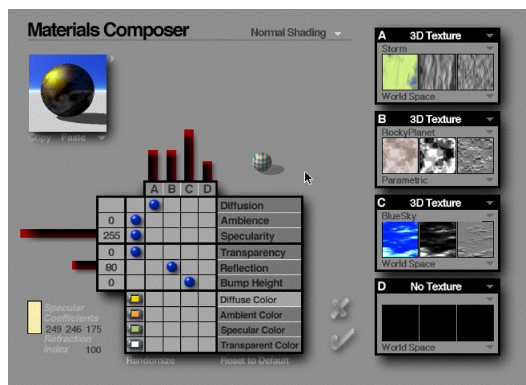 Materials Composer
Normal Shading
Copy Paste
A B C D
Diffusion
0 Ambience
255 Specularity
0 Transparency
80 Reflection
0 Bump Height
Diffuse Color
Ambient Color
Specular Color
Transparent Color
Randomize Reset to Default
Specular
Coefficients
249 246 175
Refraction
Index 100
A 3D Texture
Storm
World Space
B 3D Texture
RockyPlanet
Parametric
C 3D Texture
BlueSky
World Space
D No Texture
World Space